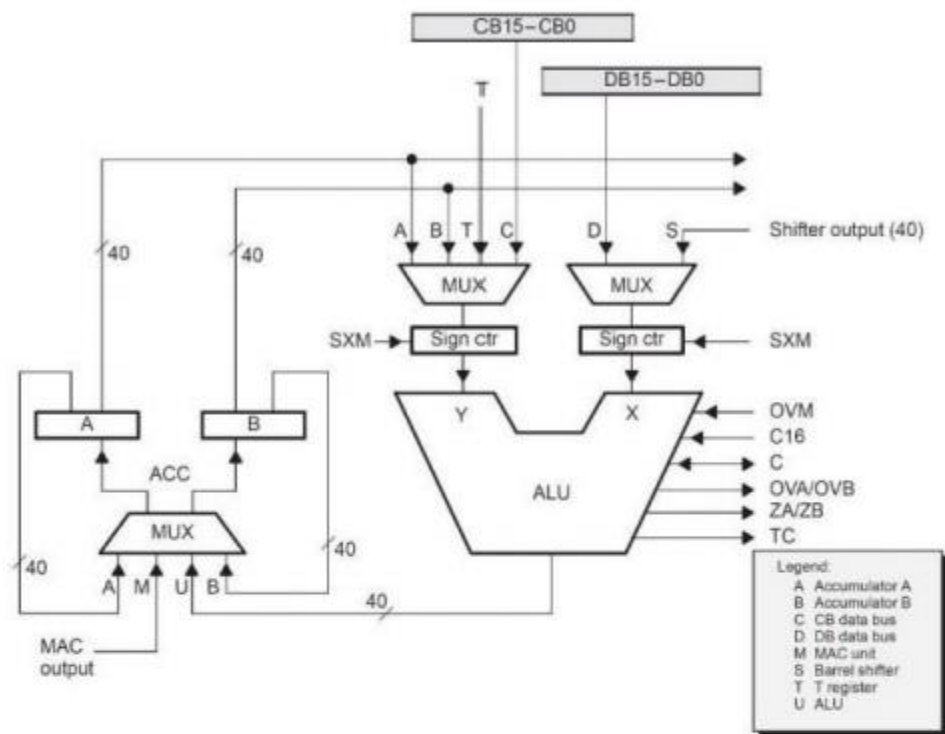 CB15–CB0
DB15–DB0
T
A B T C D S Shifter output (40)
40 40
MUX MUX
SXM Sign ctr Sign ctr SXM
A B Y X OVM
C16
ACC C
ALU OVA/OVB
MUX ZA/ZB
TC
40 A M U B 40
40
MAC
output
Legend:
A Accumulator A
B Accumulator B
C CB data bus
D DB data bus
M MAC unit
S Barrel shifter
T T register
U ALU